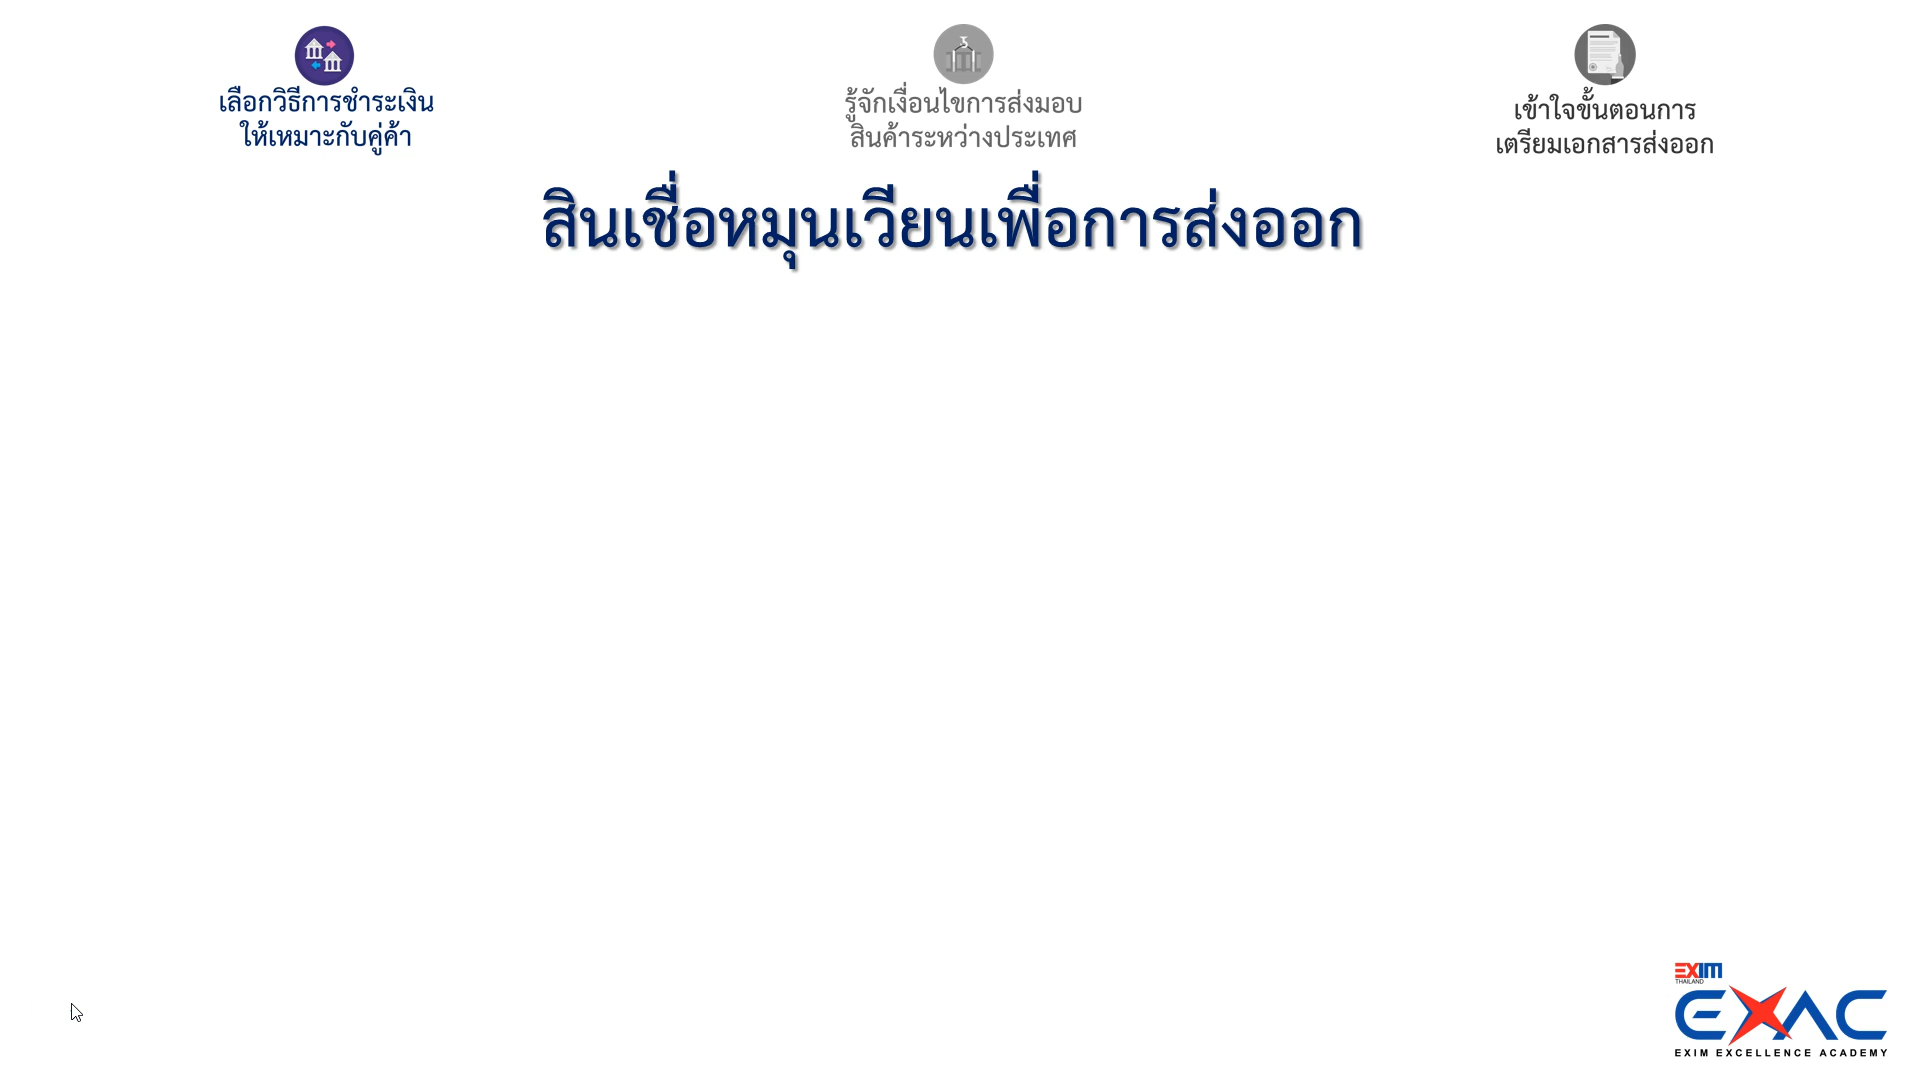 เลือกวิธีการชำระเงิน
ให้เหมาะกับคู่ค้า
รู้จักเงื่อนไขการส่งมอบ
สินค้าระหว่างประเทศ
เข้าใจขั้นตอนการ
เตรียมเอกสารส่งออก
สินเชื่อหมุนเวียนเพื่อการส่งออก
EXIM
THAILAND
EXAC
EXIM EXCELLENCE ACADEMY